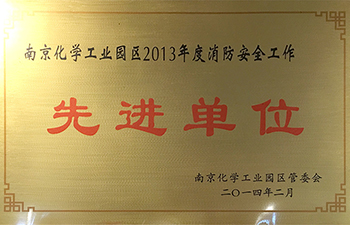 南京化学工业园区2013年度消防安全工作
先进单位
南京化学工业园区管委会
二〇一四年二月